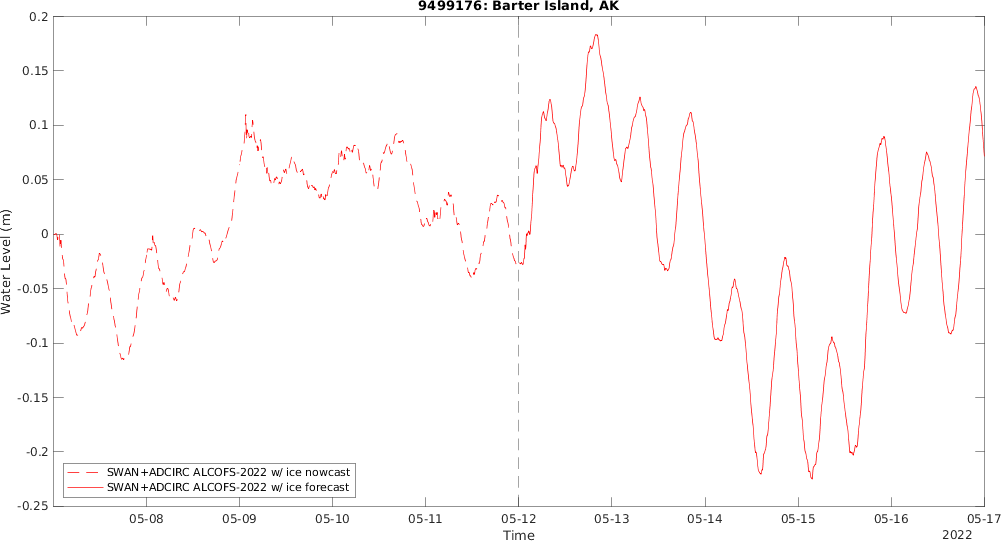 9499176: Barter Island, AK
0.2
0.15
0.1
0.05
0
-0.05
-0.1
-0.15
-0.2
-0.25
Water Level (m)
SWAN+ADCIRC ALCOFS-2022 w/ ice nowcast
SWAN+ADCIRC ALCOFS-2022 w/ ice forecast
05-08 05-09 05-10 05-11 05-12 05-13 05-14 05-15 05-16 05-17
Time
2022